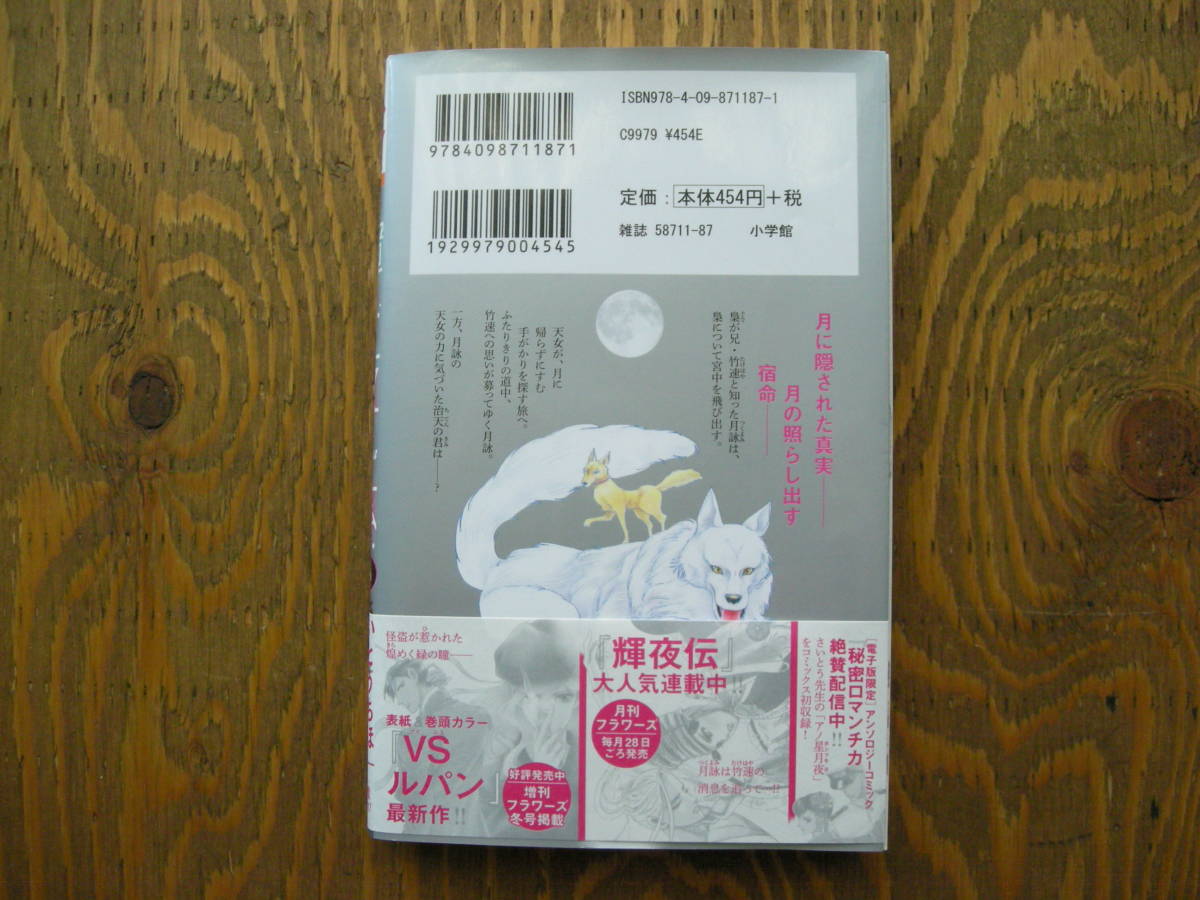 ISBN978-4-09-871187-1
9784098711871
C9979 ¥454E
1929979004545
定価：本体454円＋税
雑誌 58711-87 小学館
月に隠された真実――
月の照らし出す
宿命――
梟が兄・竹速と知った月詠は、
梟について宮中を飛び出す。
天女が、月に
帰らずにすむ
手がかりを探す旅へ。
ふたりきりの道中、
竹速への思いが募ってゆく月詠。
一方、月詠の
天女の力に気づいた治天の君は――？
［電子版限定］アンソロジーコミック
『秘密ロマンチカ』
絶賛配信中!!
さいとう先生の「アノ星月夜」
をコミックス初収録！
『輝夜伝』
大人気連載中!!
月刊
フラワーズ
毎月28日
ごろ発売
月詠は竹速の
消息を追って…!?
怪盗が惹かれた
煌めく緑の瞳――
表紙&巻頭カラー
『VS
ルパン』
最新作!!
好評発売中
増刊
フラワーズ
冬号掲載